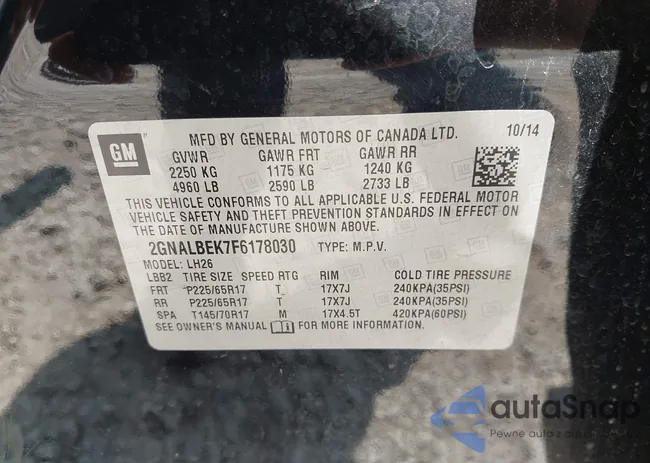 GM
MFD BY GENERAL MOTORS OF CANADA LTD. 10/14
GVWR GAWR FRT GAWR RR
2250 KG 1175 KG 1240 KG
4960 LB 2590 LB 2733 LB
THIS VEHICLE CONFORMS TO ALL APPLICABLE U.S. FEDERAL MOTOR
VEHICLE SAFETY AND THEFT PREVENTION STANDARDS IN EFFECT ON
THE DATE OF MANUFACTURE SHOWN ABOVE.
2GNALBEK7F6178030 TYPE: M.P.V.
MODEL: LH26
LBB2 TIRE SIZE SPEED RTG RIM COLD TIRE PRESSURE
FRT P225/65R17 T 17X7J 240KPA(35PSI)
RR P225/65R17 T 17X7J 240KPA(35PSI)
SPA T145/70R17 M 17X4.5T 420KPA(60PSI)
SEE OWNER'S MANUAL FOR MORE INFORMATION.
autoSnap
Pewne auto z